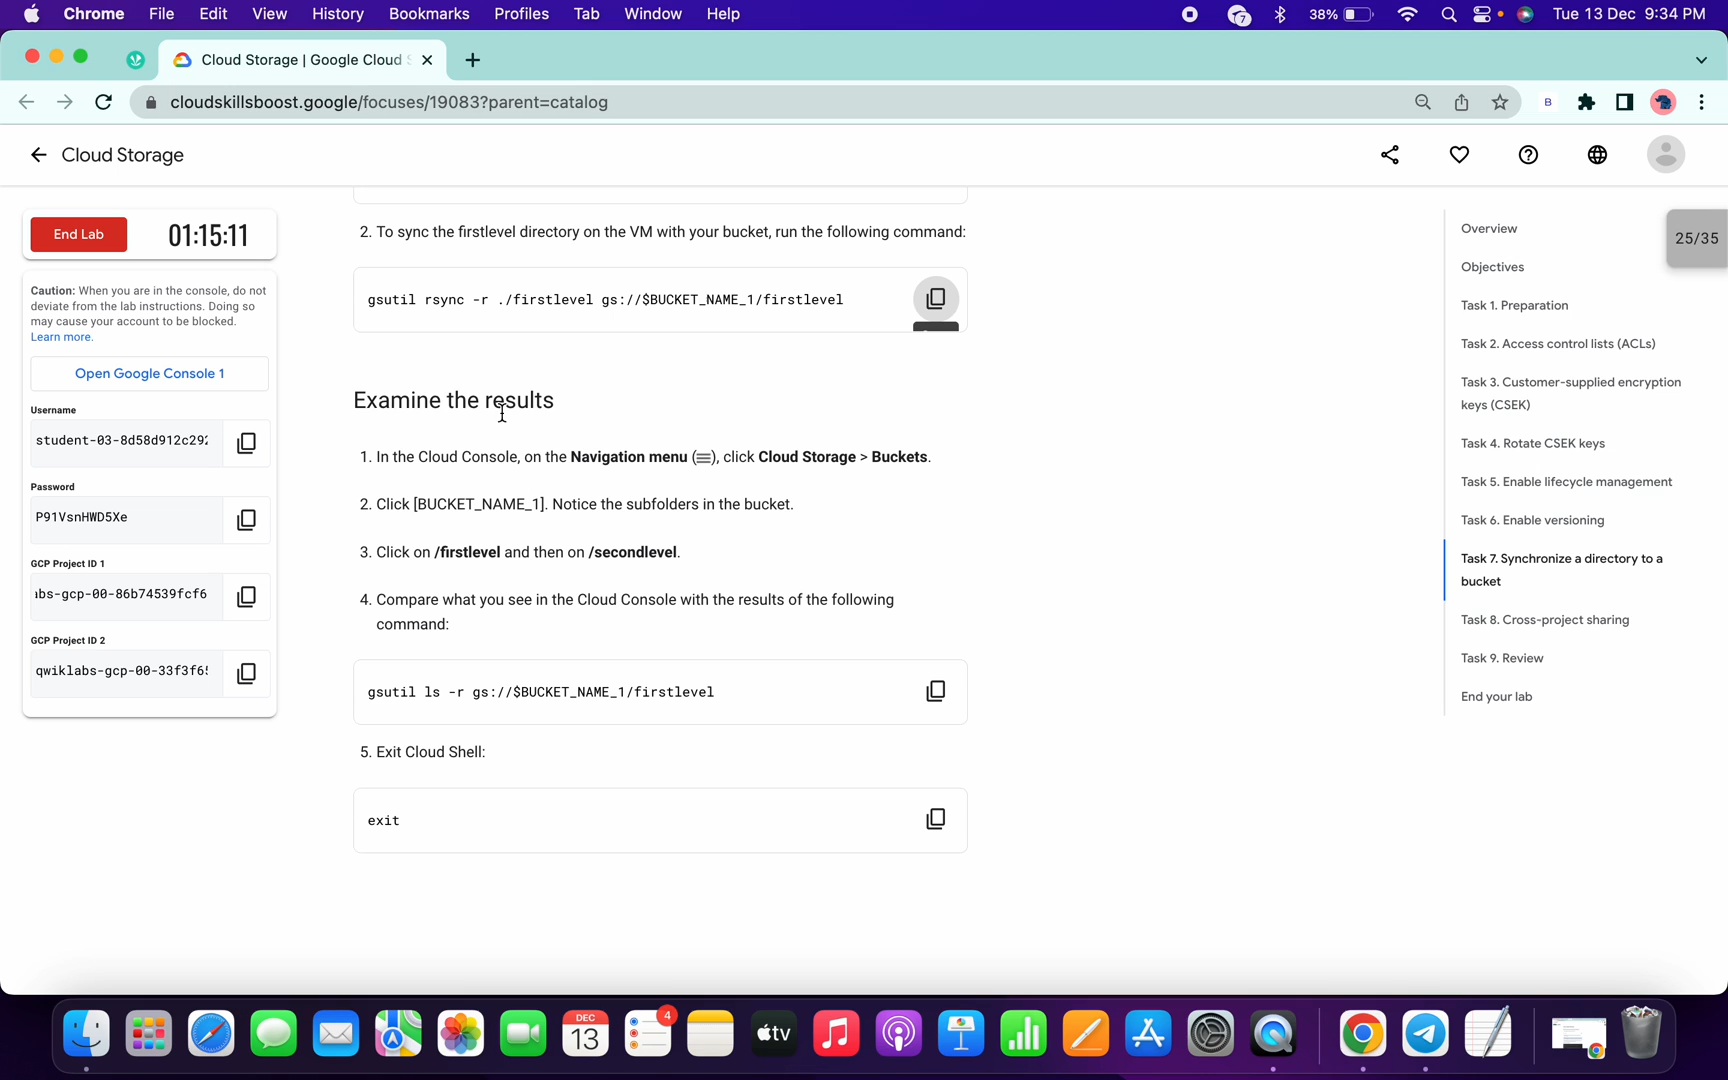 Chrome File Edit View History Bookmarks Profiles Tab Window Help 7 38% Tue 13 Dec 9:34 PM
Cloud Storage | Google Cloud
cloudskillsboost.google/focuses/19083?parent=catalog
B
Cloud Storage
End Lab 01:15:11
Caution: When you are in the console, do not
deviate from the lab instructions. Doing so
may cause your account to be blocked.
Learn more.
Open Google Console 1
Username
student-03-8d58d912c292
Password
P91VsnHWD5Xe
GCP Project ID 1
abs-gcp-00-86b74539fcf6
GCP Project ID 2
qwiklabs-gcp-00-33f3f6
2. To sync the firstlevel directory on the VM with your bucket, run the following command:
gsutil rsync -r ./firstlevel gs://$BUCKET_NAME_1/firstlevel
Examine the results
1. In the Cloud Console, on the Navigation menu (≡), click Cloud Storage > Buckets.
2. Click [BUCKET_NAME_1]. Notice the subfolders in the bucket.
3. Click on /firstlevel and then on /secondlevel.
4. Compare what you see in the Cloud Console with the results of the following
command:
gsutil ls -r gs://$BUCKET_NAME_1/firstlevel
5. Exit Cloud Shell:
exit
Overview
Objectives
Task 1. Preparation
Task 2. Access control lists (ACLs)
Task 3. Customer-supplied encryption
keys (CSEK)
Task 4. Rotate CSEK keys
Task 5. Enable lifecycle management
Task 6. Enable versioning
Task 7. Synchronize a directory to a
bucket
Task 8. Cross-project sharing
Task 9. Review
End your lab
25/35
DEC
13
4
tv